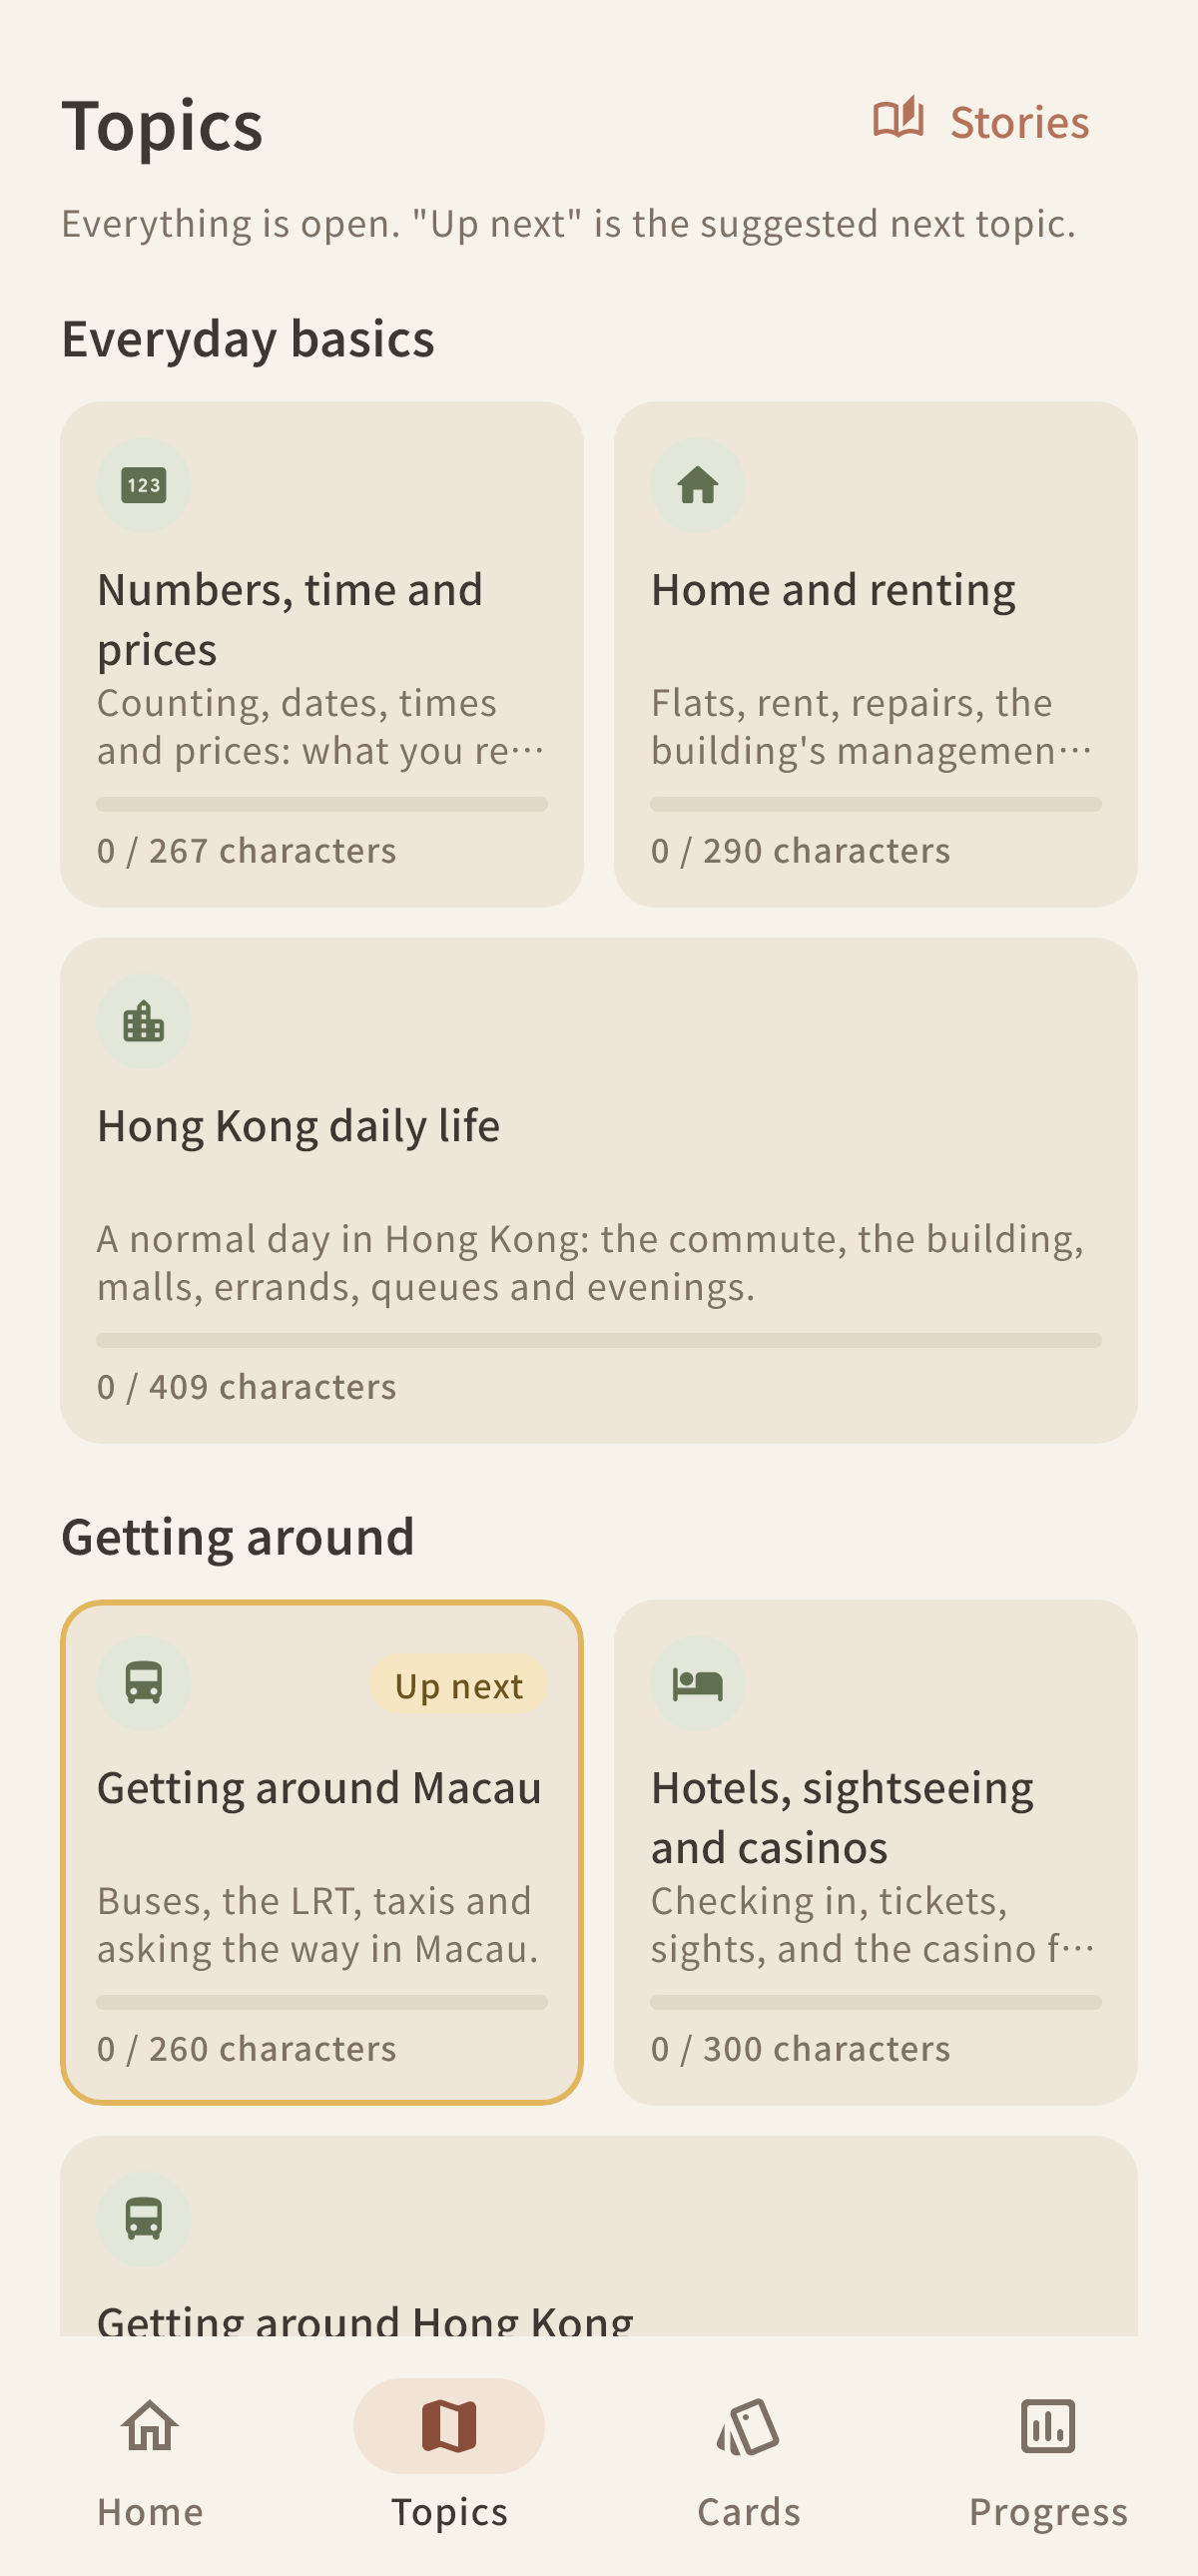 Topics
Stories
Everything is open. "Up next" is the suggested next topic.
Everyday basics
123
Numbers, time and
prices
Counting, dates, times
and prices: what you re…
0 / 267 characters
Home and renting
Flats, rent, repairs, the
building's managemen…
0 / 290 characters
Hong Kong daily life
A normal day in Hong Kong: the commute, the building,
malls, errands, queues and evenings.
0 / 409 characters
Getting around
Up next
Getting around Macau
Buses, the LRT, taxis and
asking the way in Macau.
0 / 260 characters
Hotels, sightseeing
and casinos
Checking in, tickets,
sights, and the casino f…
0 / 300 characters
Getting around Hong Kong
Home
Topics
Cards
Progress